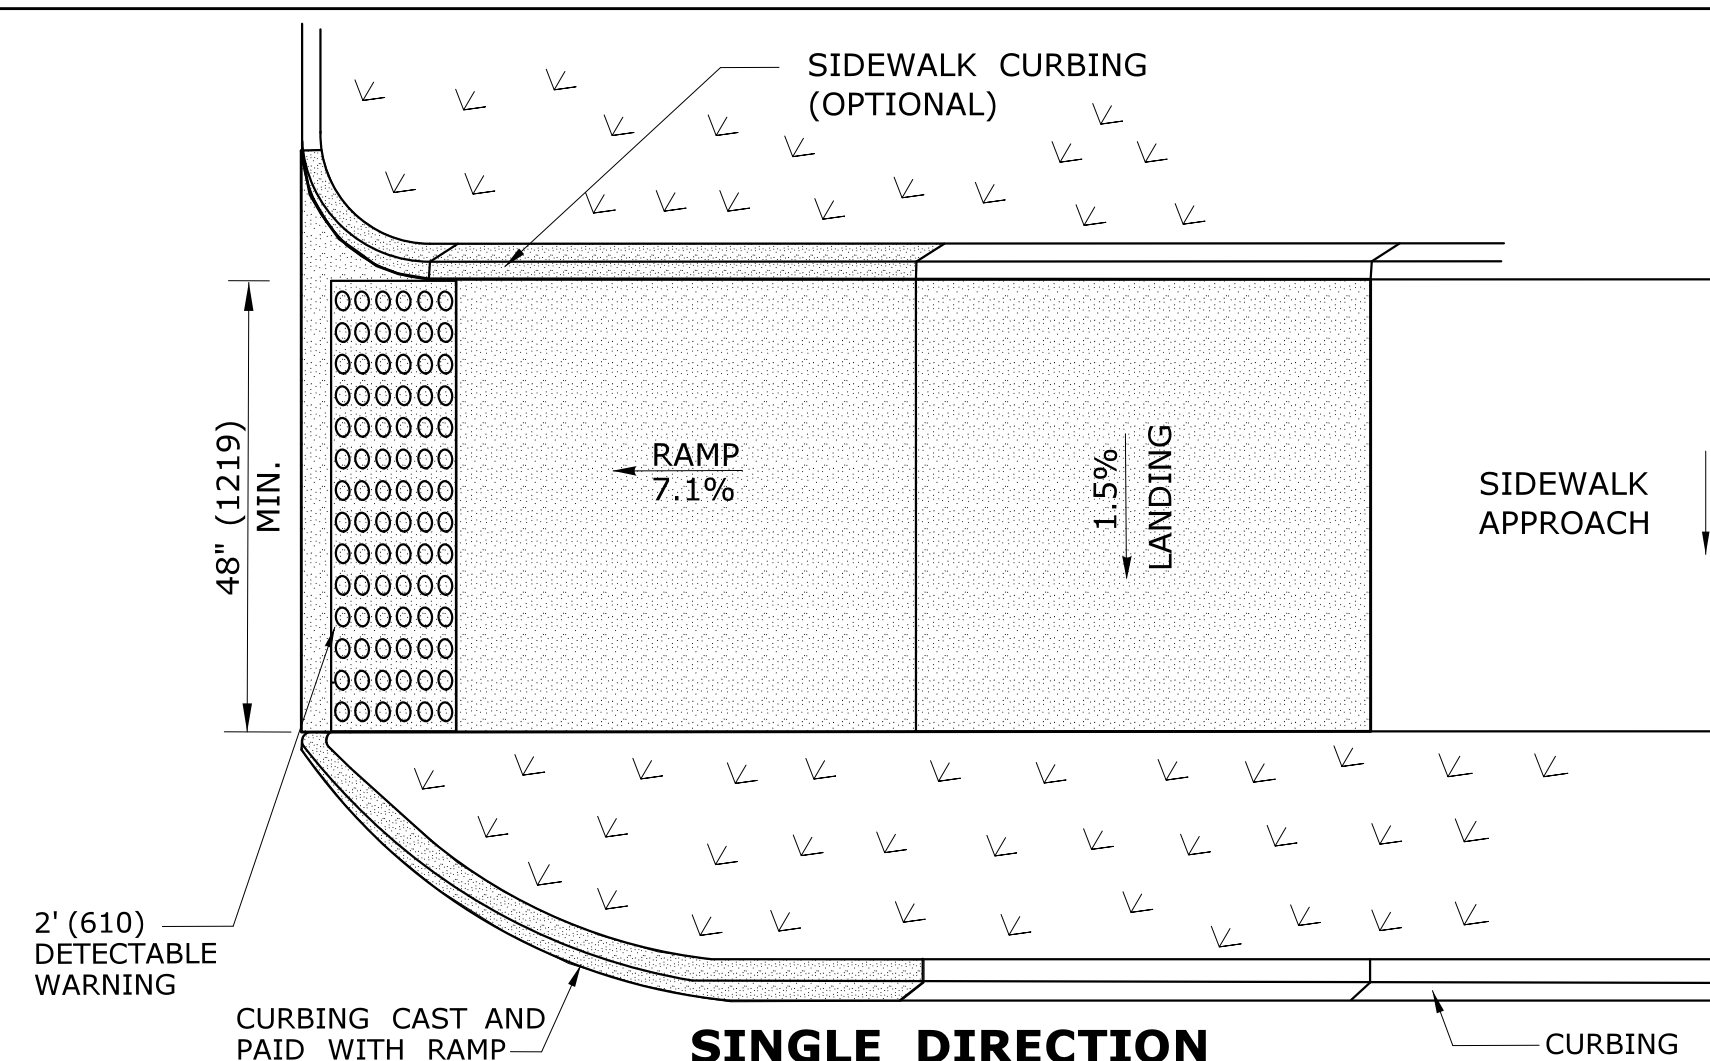 SIDEWALK CURBING
(OPTIONAL)
48" (1219)
MIN.
RAMP
7.1%
1.5%
LANDING
SIDEWALK
APPROACH
2' (610)
DETECTABLE
WARNING
CURBING CAST AND
PAID WITH RAMP
SINGLE DIRECTION
CURBING